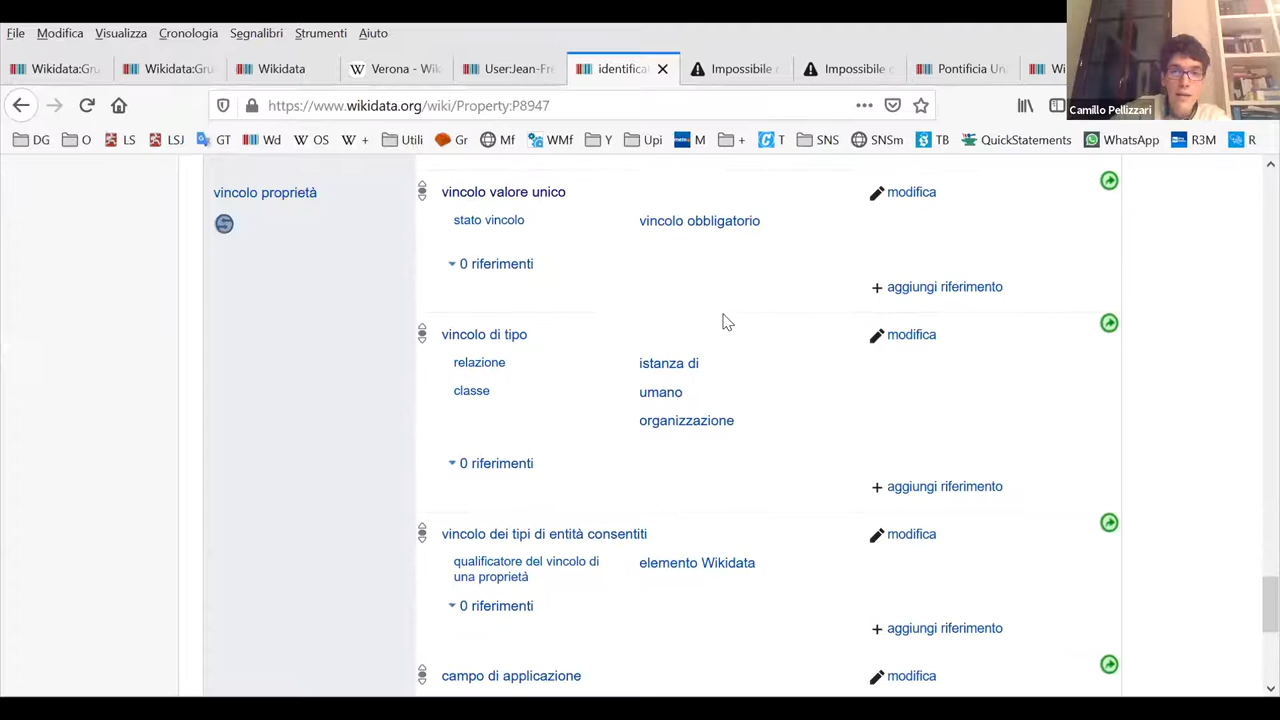 File Modifica Visualizza Cronologia Segnalibri Strumenti Aiuto
Wikidata:Gru Wikidata:Gru Wikidata Verona - Wik User:Jean-Fre identifica Impossibile Impossibile Pontificia Un Wi
https://www.wikidata.org/wiki/Property:P8947
Camillo Pellizzari
DG O LS LSJ GT Wd OS + Utili Gr Mf WMf Y Upi M + T SNS SNSm TB QuickStatements WhatsApp R3M R
vincolo proprietà
vincolo valore unico
modifica
stato vincolo vincolo obbligatorio
0 riferimenti
+ aggiungi riferimento
vincolo di tipo
modifica
relazione istanza di
classe umano
organizzazione
0 riferimenti
+ aggiungi riferimento
vincolo dei tipi di entità consentiti
modifica
qualificatore del vincolo di elemento Wikidata
una proprietà
0 riferimenti
+ aggiungi riferimento
campo di applicazione
modifica